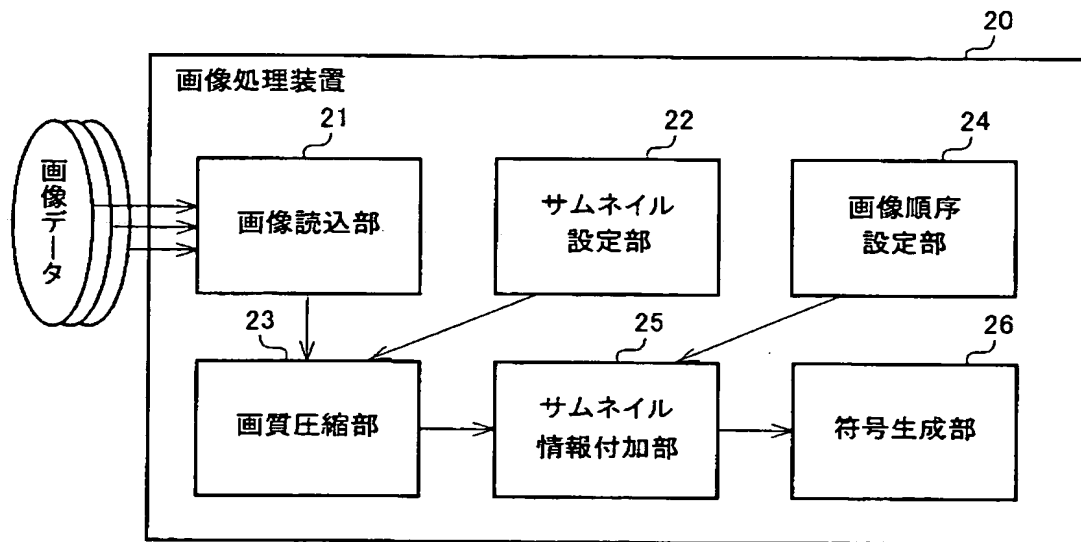 20
画像処理装置
21
22
24
画像データ
画像読込部
サムネイル
設定部
画像順序
設定部
23
25
26
画質圧縮部
サムネイル
情報付加部
符号生成部